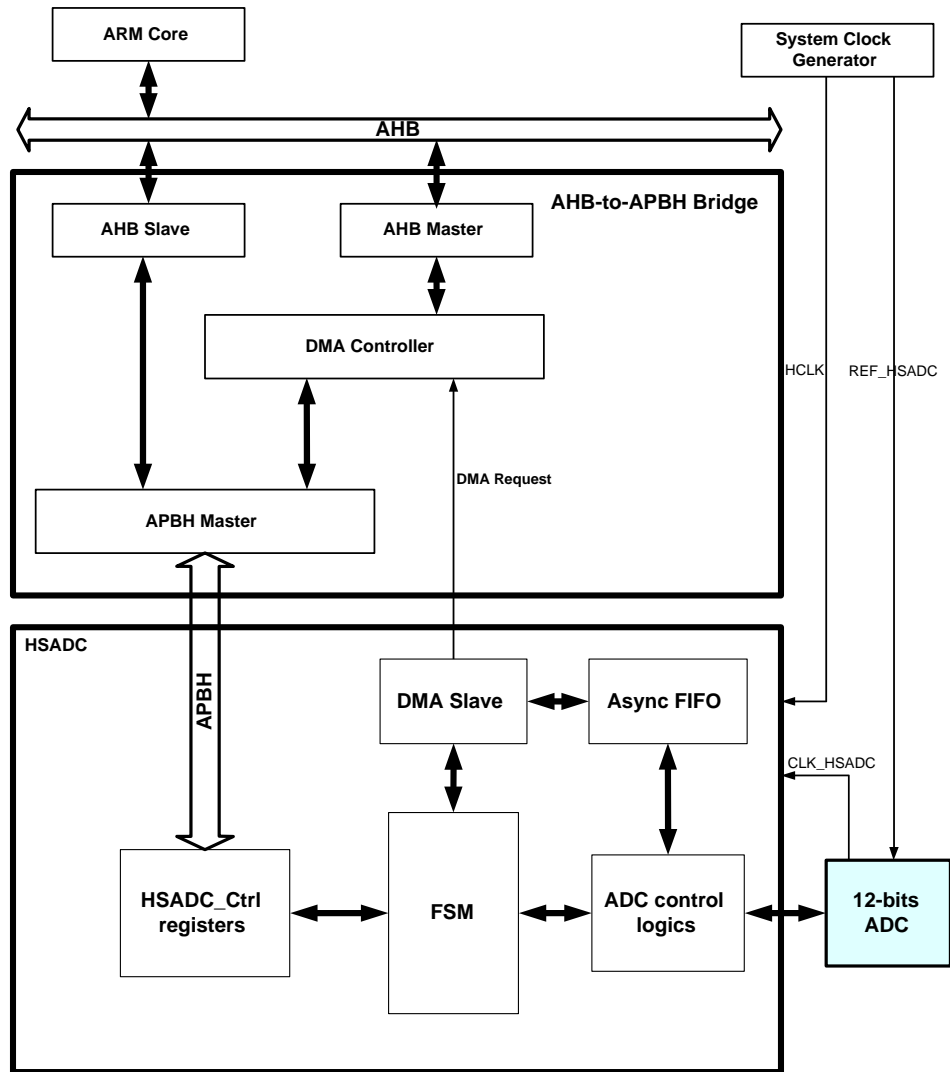 ARM Core
System Clock
Generator
AHB
AHB-to-APBH Bridge
AHB Slave
AHB Master
DMA Controller
HCLK
REF_HSADC
DMA Request
APBH Master
HSADC
APBH
DMA Slave
Async FIFO
CLK_HSADC
HSADC_Ctrl
registers
FSM
ADC control
logics
12-bits
ADC